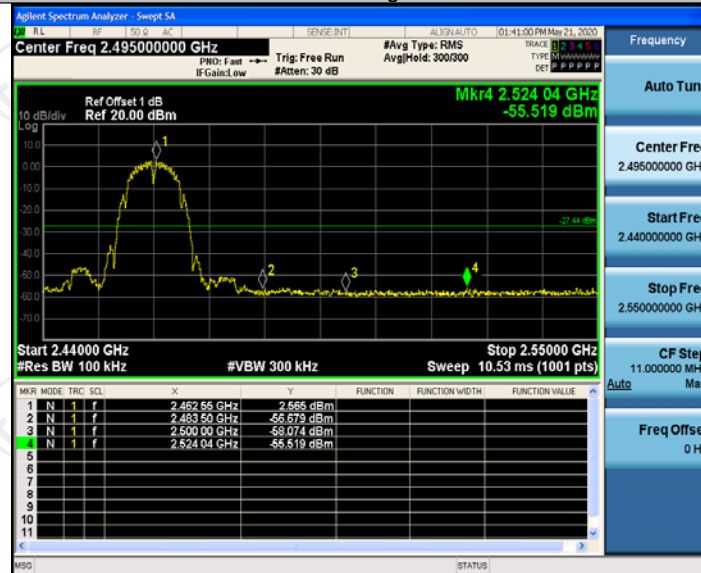 Agilent Spectrum Analyzer - Swept SA
RL RF 50 Ω AC SENSE:INT ALIGNAUTO 01:41:00 PM May 21, 2020
Center Freq 2.495000000 GHz
PNO: Fast
IFGain:Low
Trig: Free Run
#Atten: 30 dB
#Avg Type: RMS
Avg|Hold: 300/300
TRACE 1 2 3 4 5 6
TYPE M
DET P P P P P P
Ref Offset 1 dB
10 dB/div Ref 20.00 dBm
Log
Mkr4 2.524 04 GHz
-55.519 dBm
10.0
0.00
-10.0
-20.0
-30.0
-40.0
-50.0
-60.0
-70.0
-27.44 dBm
1
2
3
4
Start 2.44000 GHz Stop 2.55000 GHz
#Res BW 100 kHz #VBW 300 kHz Sweep 10.53 ms (1001 pts)
MKR MODE TRC SCL X Y FUNCTION FUNCTION WIDTH FUNCTION VALUE
1 N 1 f 2.462 55 GHz 2.565 dBm
2 N 1 f 2.483 50 GHz -56.679 dBm
3 N 1 f 2.500 00 GHz -58.074 dBm
4 N 1 f 2.524 04 GHz -55.519 dBm
5
6
7
8
9
10
11
MSG STATUS
Frequency
Auto Tun
Center Fre
2.495000000 GH
Start Fre
2.440000000 GH
Stop Fre
2.550000000 GH
CF Step
11.000000 MH
Auto Ma
Freq Offse
0 H